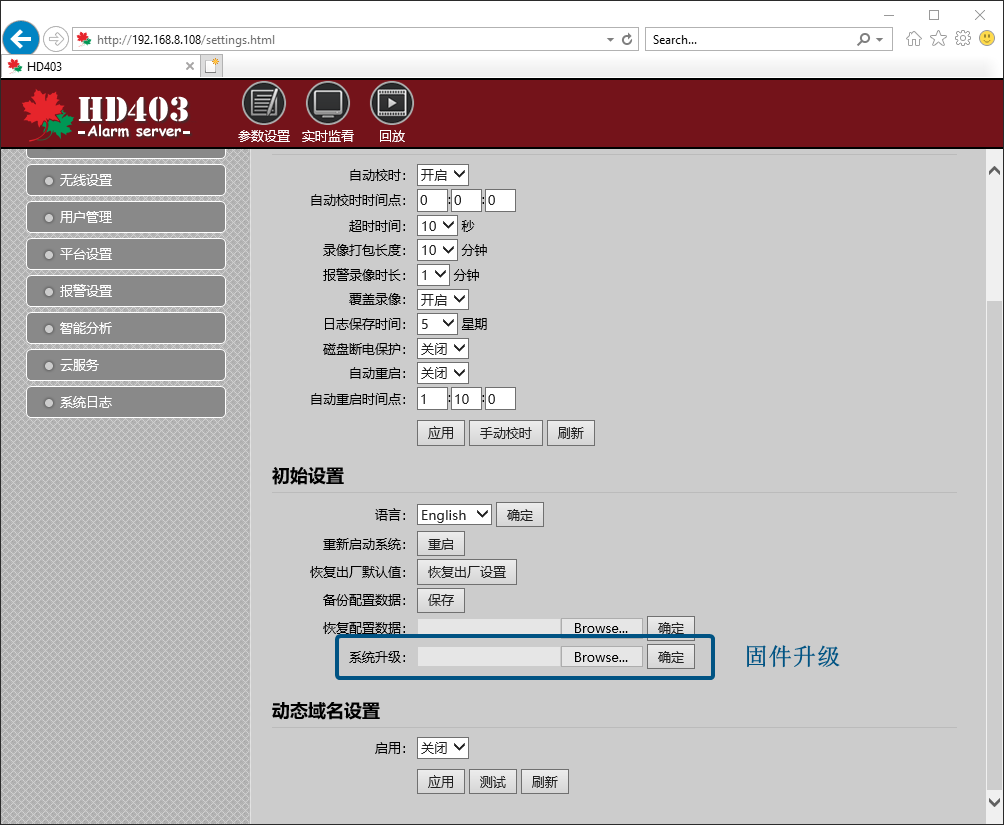 http://192.168.8.108/settings.html
Search...
HD403
HD403
-Alarm server-
参数设置 实时监看 回放
无线设置
用户管理
平台设置
报警设置
智能分析
云服务
系统日志
自动校时： 开启
自动校时时间点： 0 : 0 : 0
超时时间： 10 秒
录像打包长度： 10 分钟
报警录像时长： 1 分钟
覆盖录像： 开启
日志保存时间： 5 星期
磁盘断电保护： 关闭
自动重启： 关闭
自动重启时间点： 1 : 10 : 0
应用 手动校时 刷新
初始设置
语言： English 确定
重新启动系统： 重启
恢复出厂默认值： 恢复出厂设置
备份配置数据： 保存
恢复配置数据： Browse... 确定
系统升级： Browse... 确定
固件升级
动态域名设置
启用： 关闭
应用 测试 刷新